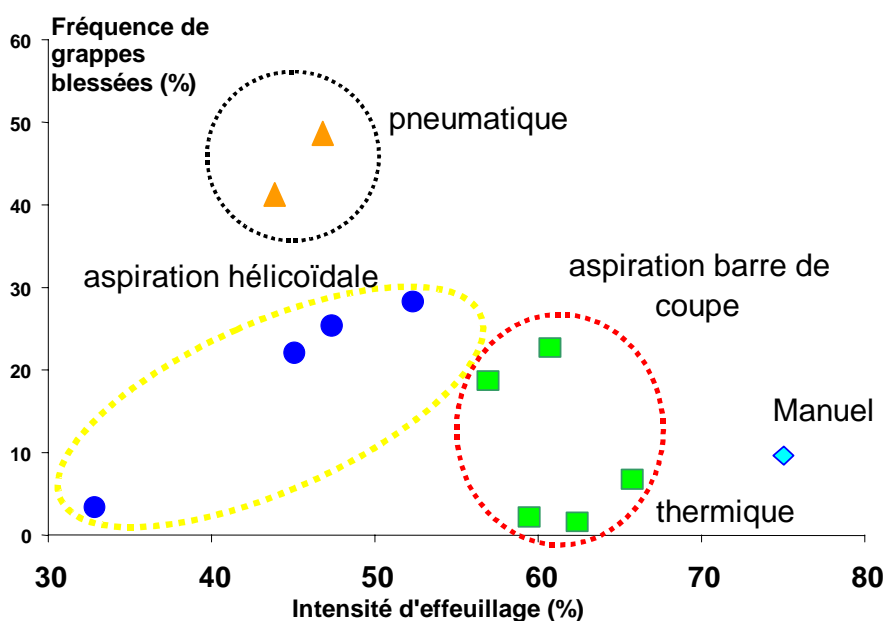 Fréquence de
grappes
blessées (%)
60
50
40
30
20
10
0
pneumatique
aspiration hélicoïdale
aspiration barre de
coupe
Manuel
thermique
30 40 50 60 70 80
Intensité d'effeuillage (%)